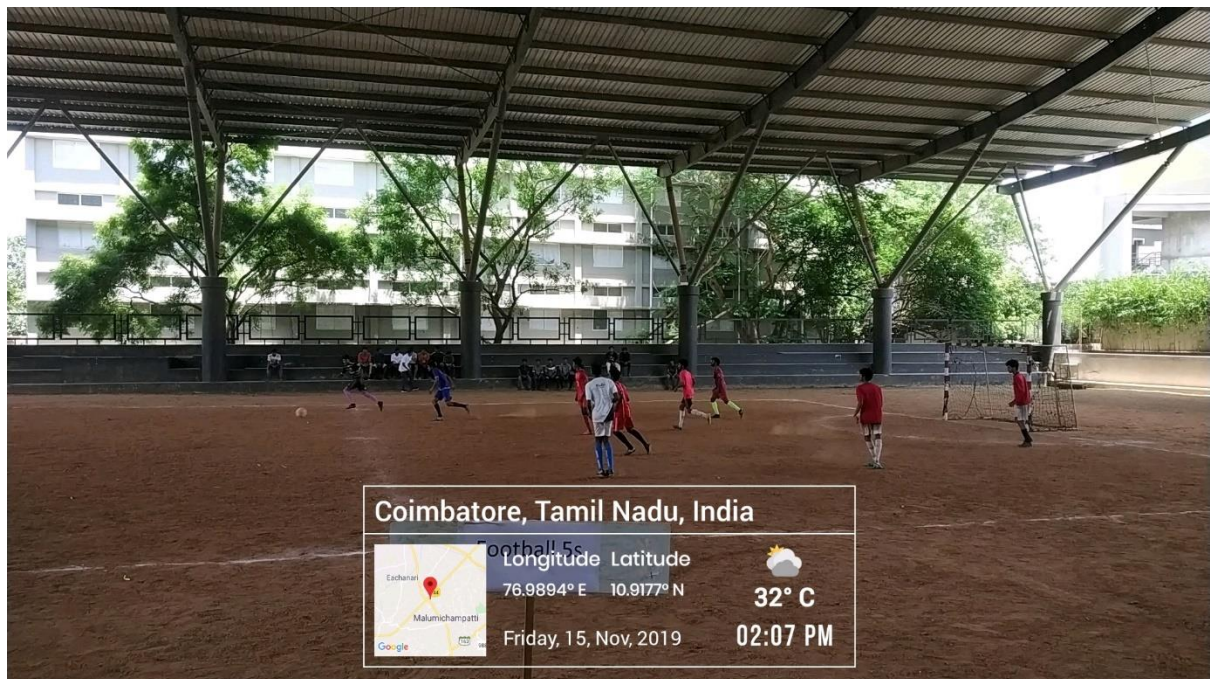 Coimbatore, Tamil Nadu, India
Football 5s
Longitude Latitude
76.9894° E 10.9177° N
32° C
Friday, 15, Nov, 2019
02:07 PM
Eachanari
Malumichampatti
Google